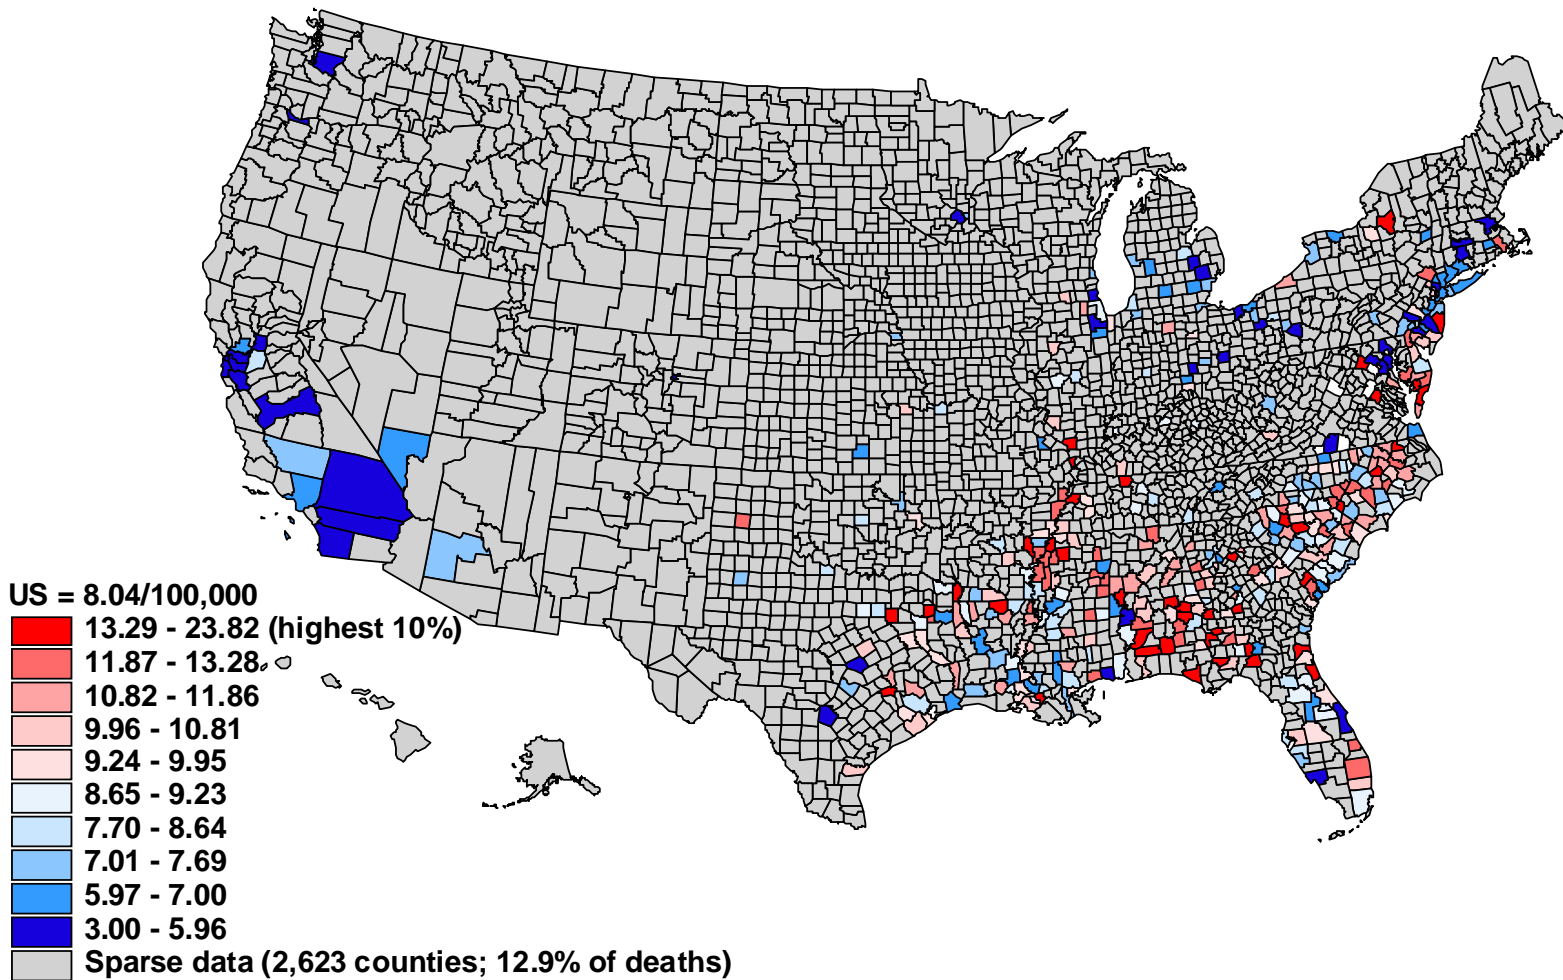 US = 8.04/100,000
13.29 - 23.82 (highest 10%)
11.87 - 13.28
10.82 - 11.86
9.96 - 10.81
9.24 - 9.95
8.65 - 9.23
7.70 - 8.64
7.01 - 7.69
5.97 - 7.00
3.00 - 5.96
Sparse data (2,623 counties; 12.9% of deaths)